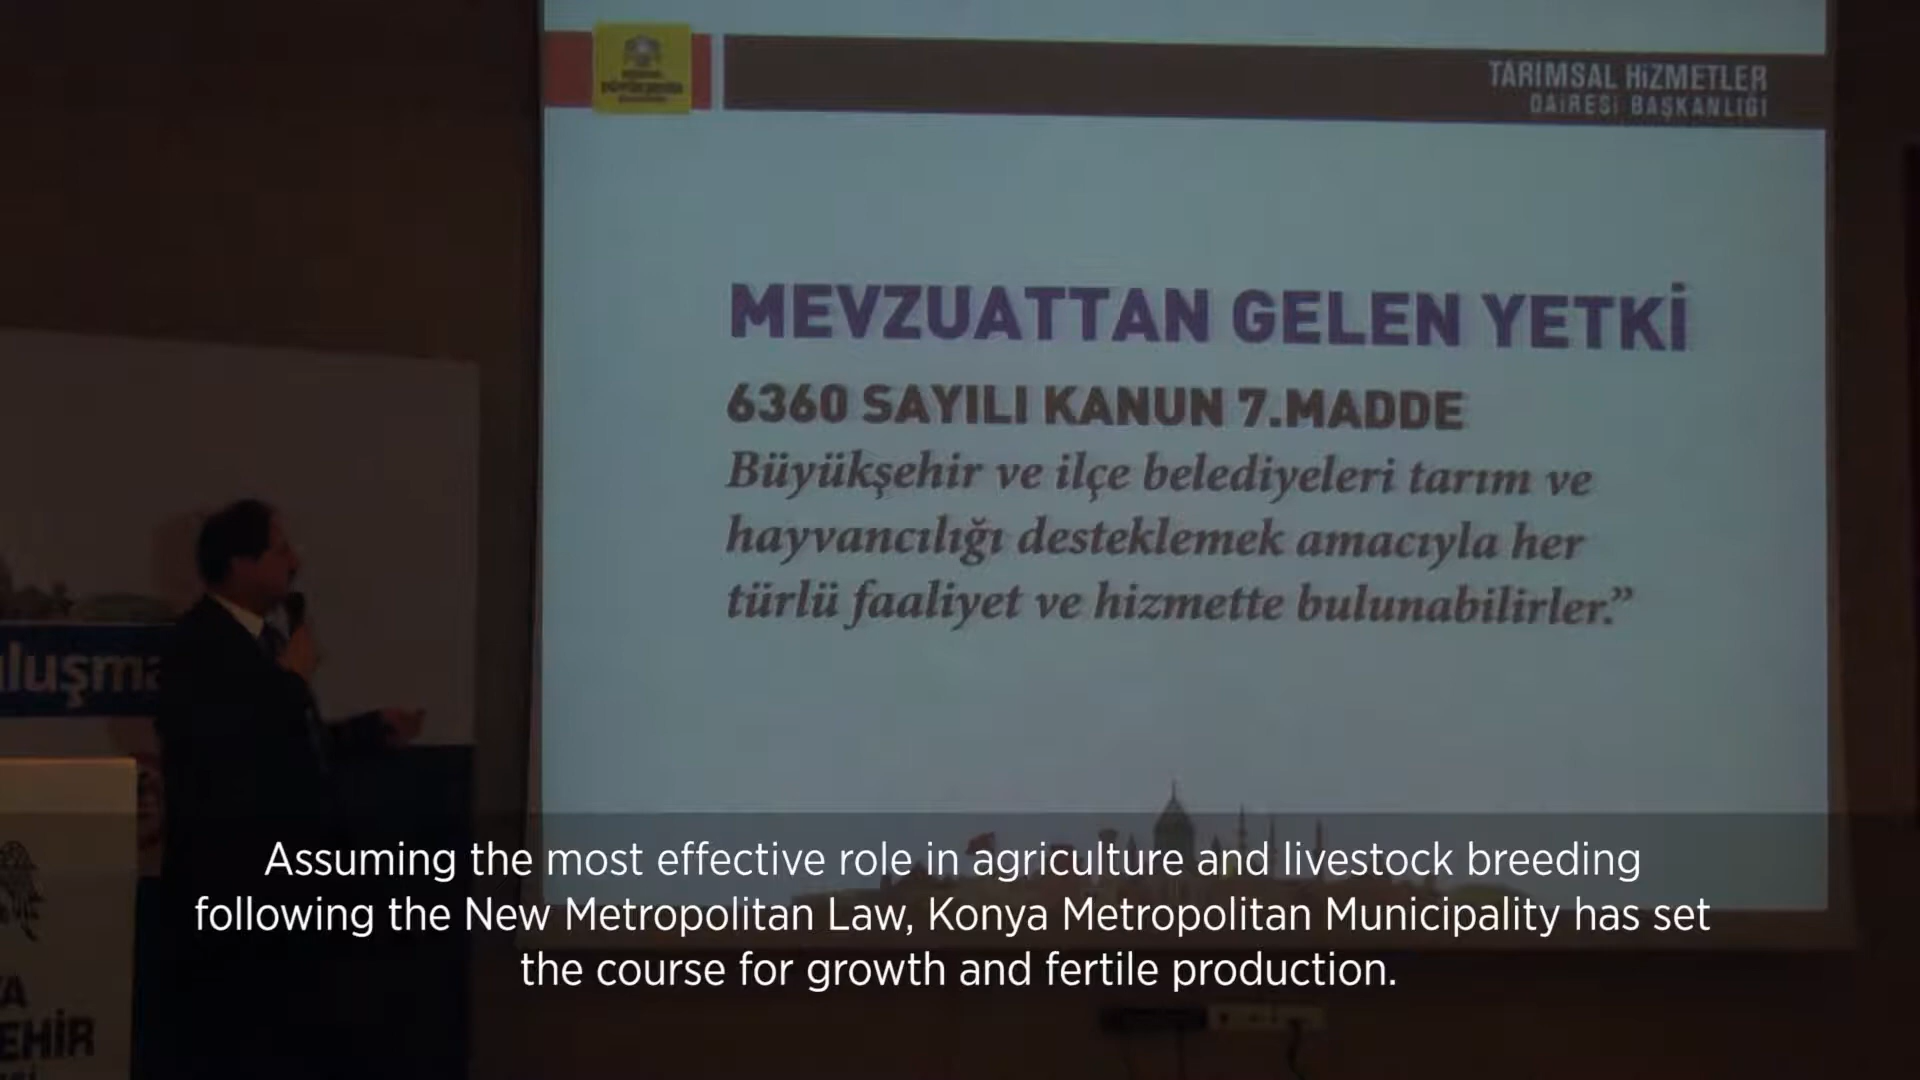 TARIMSAL HİZMETLER
DAİRESİ BAŞKANLIĞI
MEVZUATTAN GELEN YETKİ
6360 SAYILI KANUN 7.MADDE
Büyükşehir ve ilçe belediyeleri tarım ve
hayvancılığı desteklemek amacıyla her
türlü faaliyet ve hizmette bulunabilirler.”
luşma
YA
EHİR
Assuming the most effective role in agriculture and livestock breeding
following the New Metropolitan Law, Konya Metropolitan Municipality has set
the course for growth and fertile production.